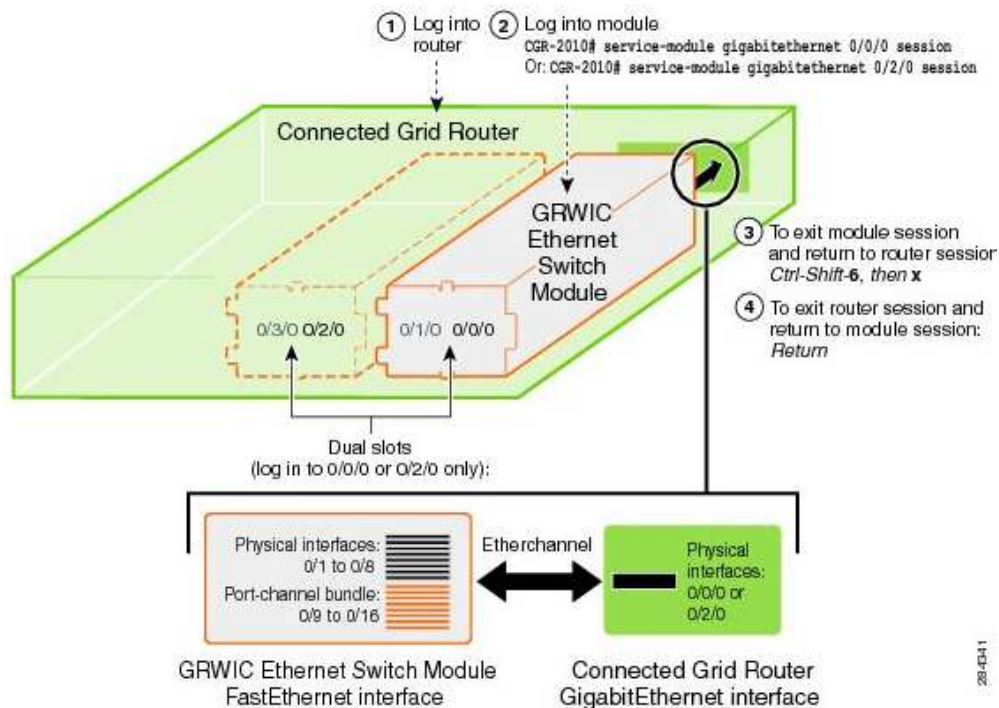 1 Log into
router
2 Log into module
CGR-2010# service-module gigabitethernet 0/0/0 session
Or: CGR-2010# service-module gigabitethernet 0/2/0 session
Connected Grid Router
GRWIC
Ethernet
Switch
Module
0/3/0 0/2/0
0/1/0 0/0/0
3 To exit module session
and return to router session
Ctrl-Shift-6, then x
4 To exit router session and
return to module session:
Return
Dual slots
(log in to 0/0/0 or 0/2/0 only):
Physical interfaces:
0/1 to 0/8
Port-channel bundle:
0/9 to 0/16
Etherchannel
Physical
interfaces:
0/0/0 or
0/2/0
GRWIC Ethernet Switch Module
FastEthernet interface
Connected Grid Router
GigabitEthernet interface
284341